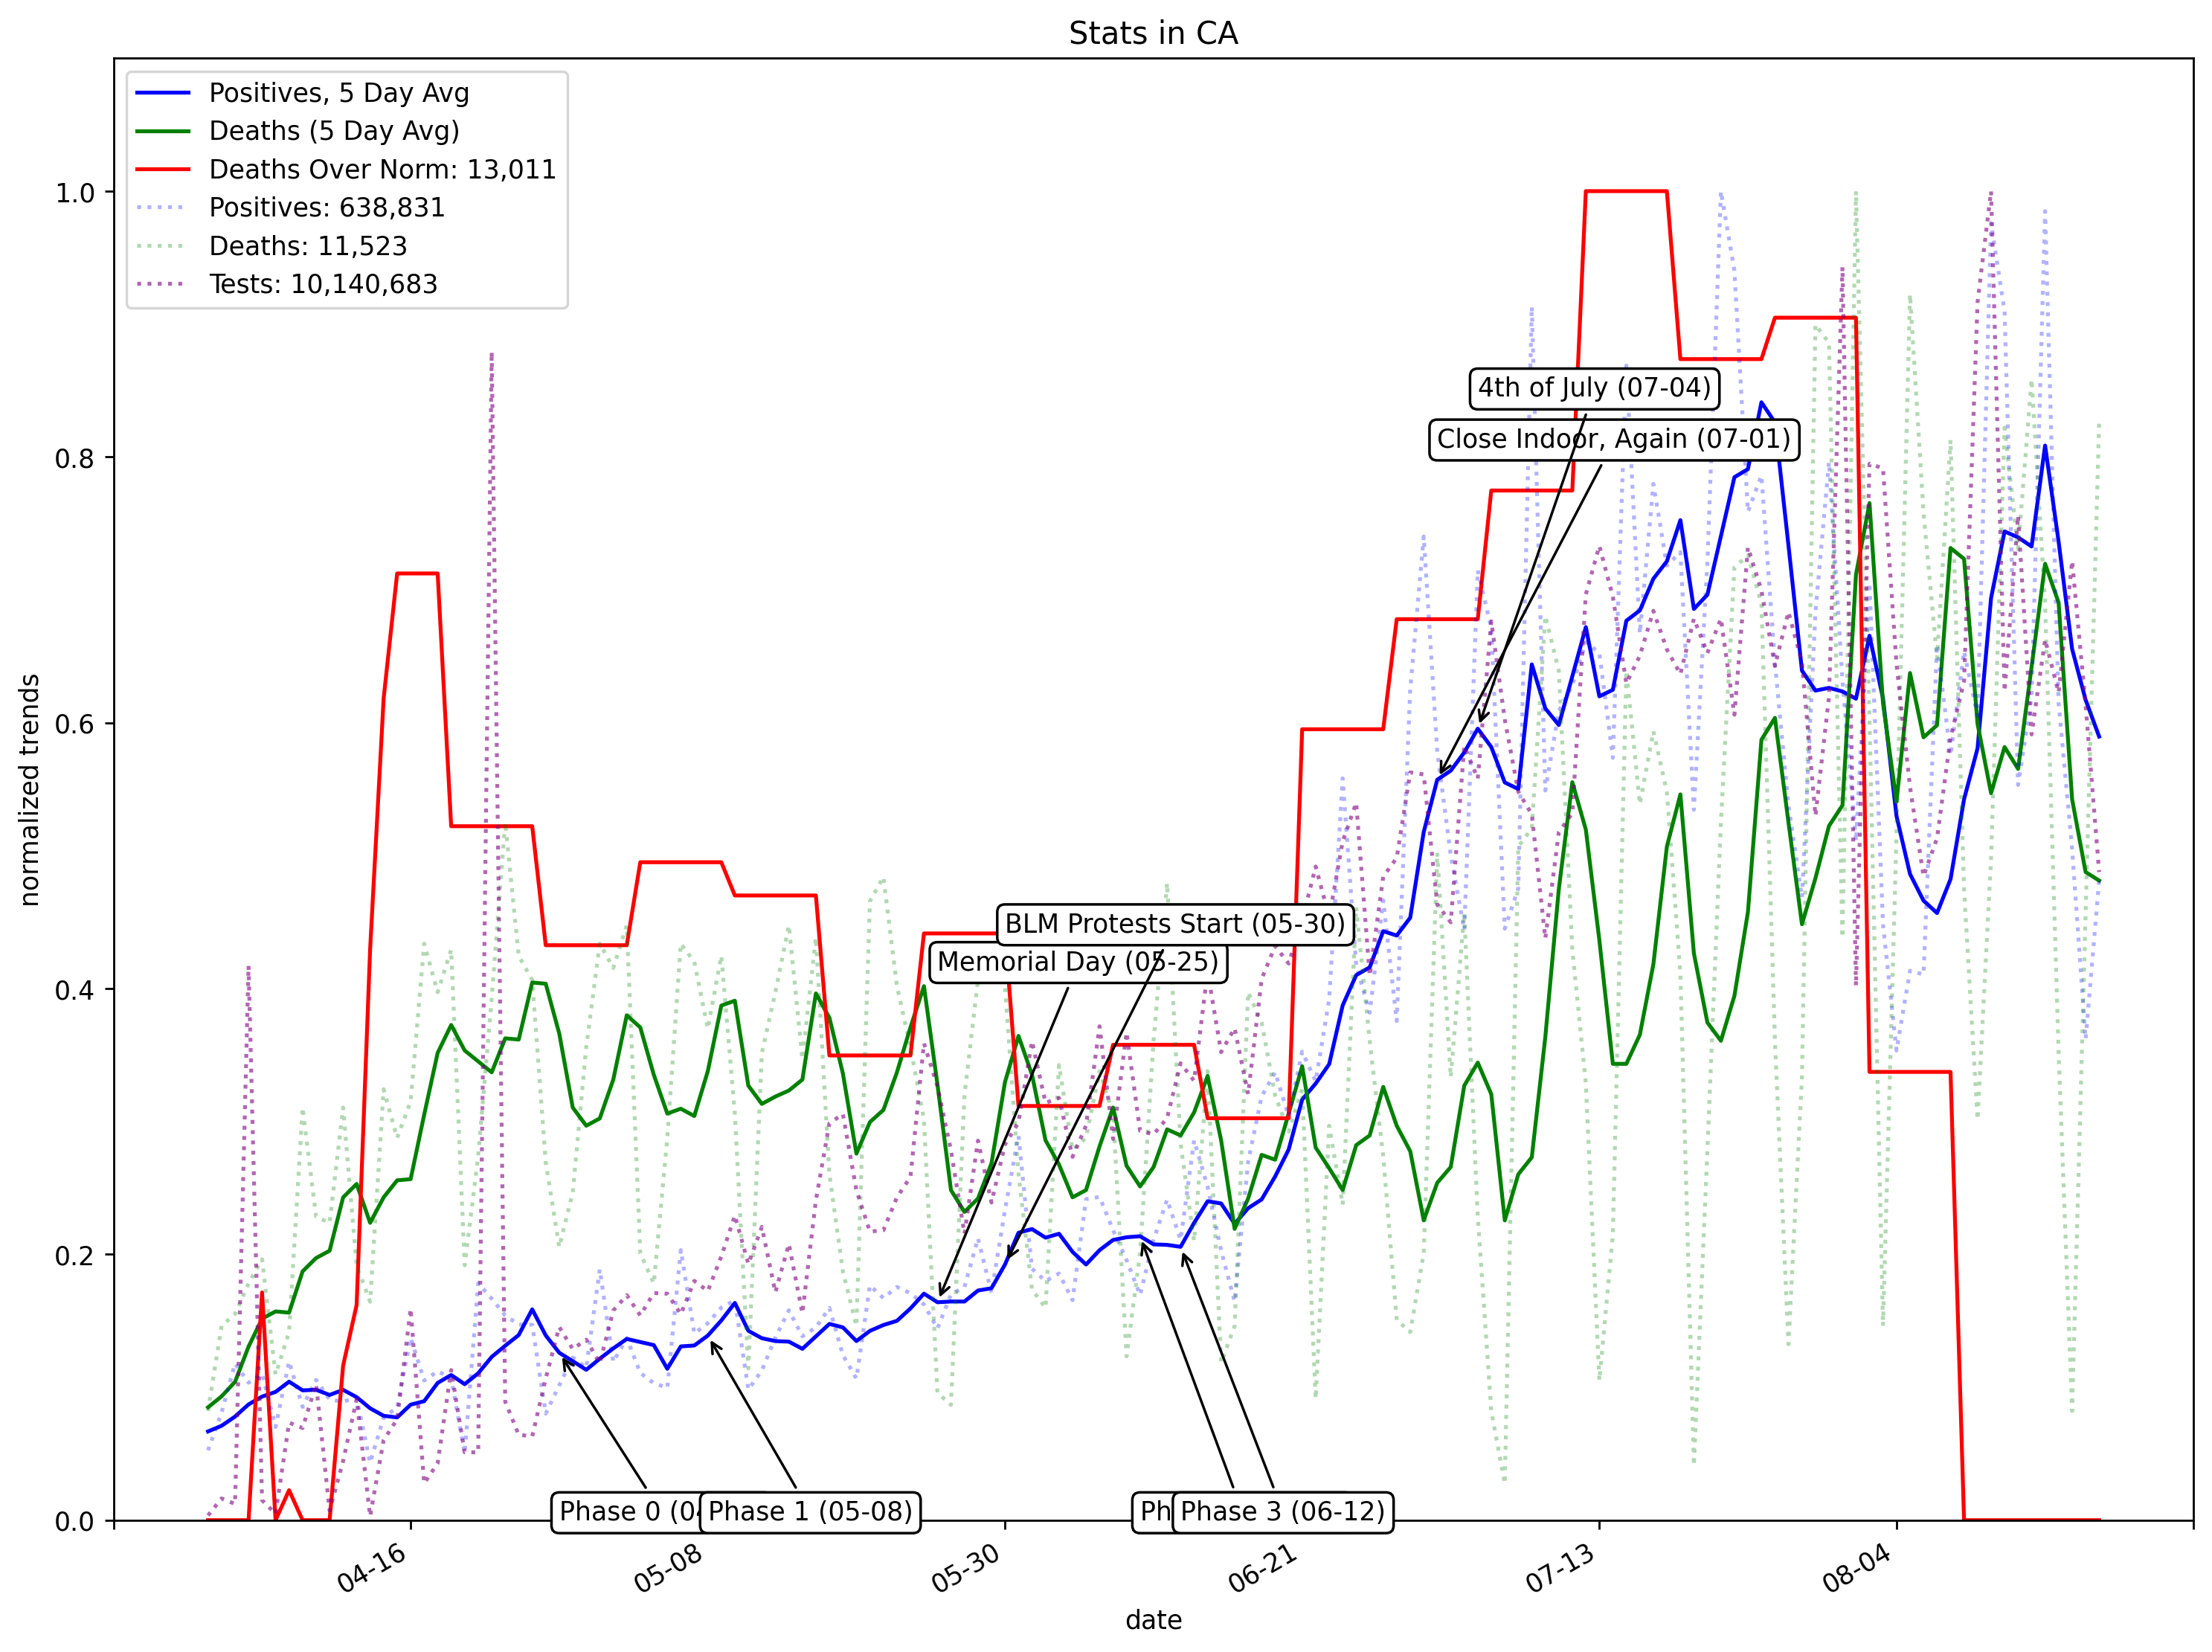 Stats in CA
Positives, 5 Day Avg
Deaths (5 Day Avg)
Deaths Over Norm: 13,011
Positives: 638,831
Deaths: 11,523
Tests: 10,140,683
1.0
0.8
0.6
0.4
0.2
0.0
normalized trends
4th of July (07-04)
Close Indoor, Again (07-01)
BLM Protests Start (05-30)
Memorial Day (05-25)
Phase 0
Phase 1 (05-08)
Phase 3 (06-12)
04-16
05-08
05-30
06-21
07-13
08-04
date